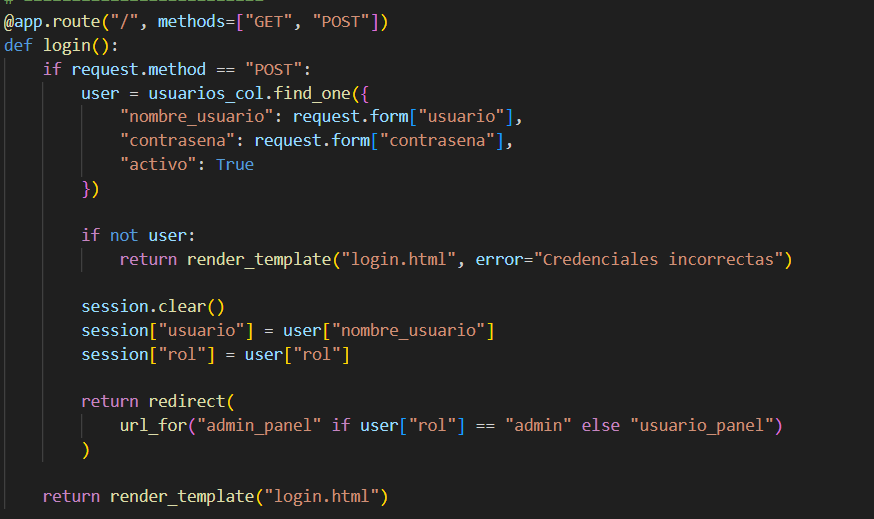 @app.route("/", methods=["GET", "POST"])
def login():
    if request.method == "POST":
        user = usuarios_col.find_one({
            "nombre_usuario": request.form["usuario"],
            "contrasena": request.form["contrasena"],
            "activo": True
        })

        if not user:
            return render_template("login.html", error="Credenciales incorrectas")

        session.clear()
        session["usuario"] = user["nombre_usuario"]
        session["rol"] = user["rol"]

        return redirect(
            url_for("admin_panel" if user["rol"] == "admin" else "usuario_panel")
        )

    return render_template("login.html")